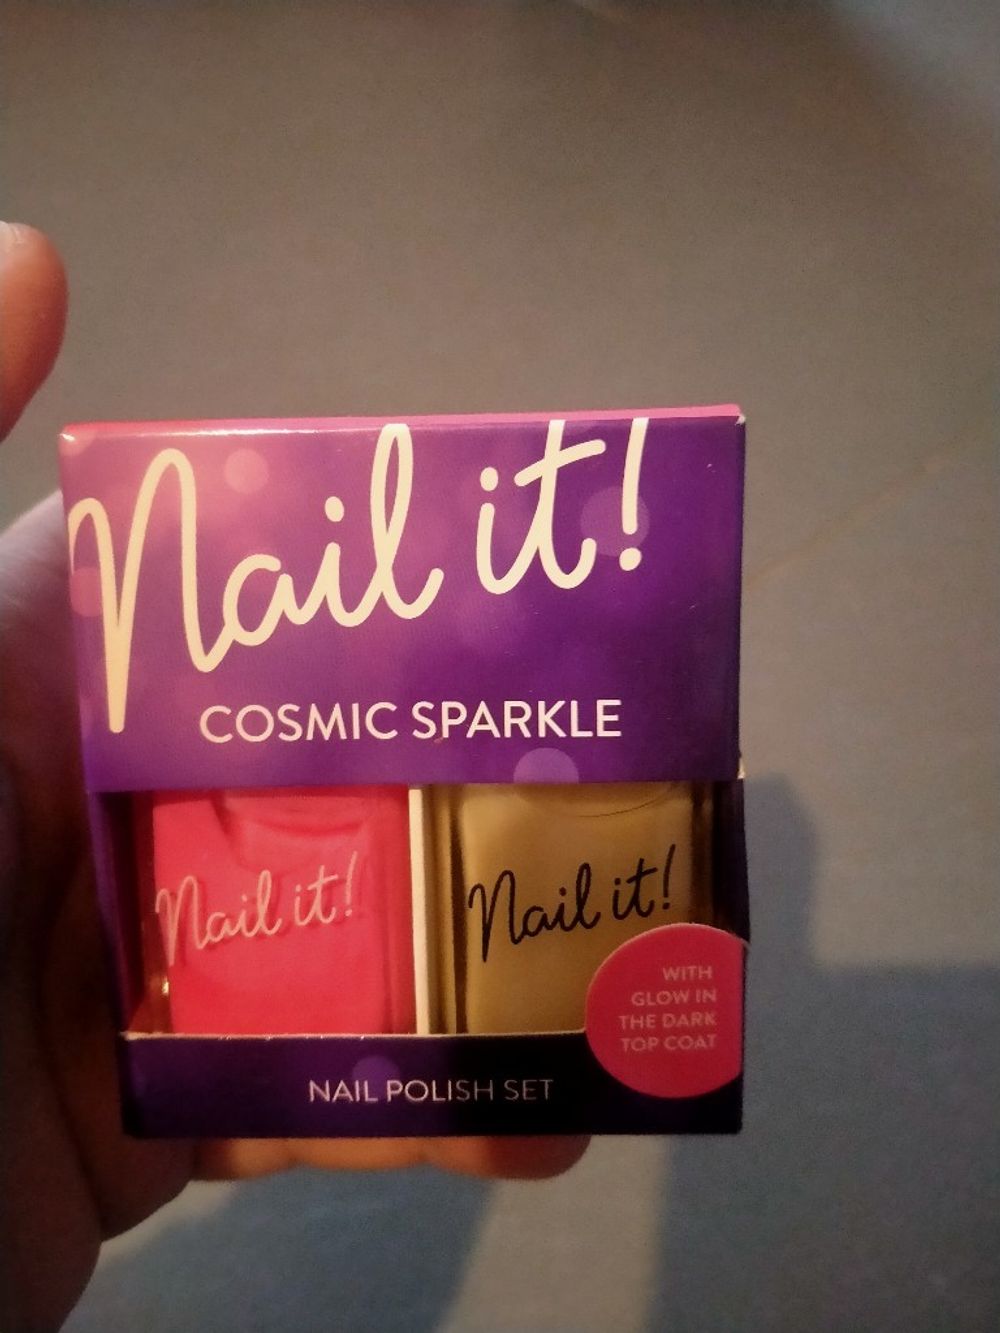 Nail it!
COSMIC SPARKLE
Nail it!
Nail it!
WITH
GLOW IN
THE DARK
TOP COAT
NAIL POLISH SET